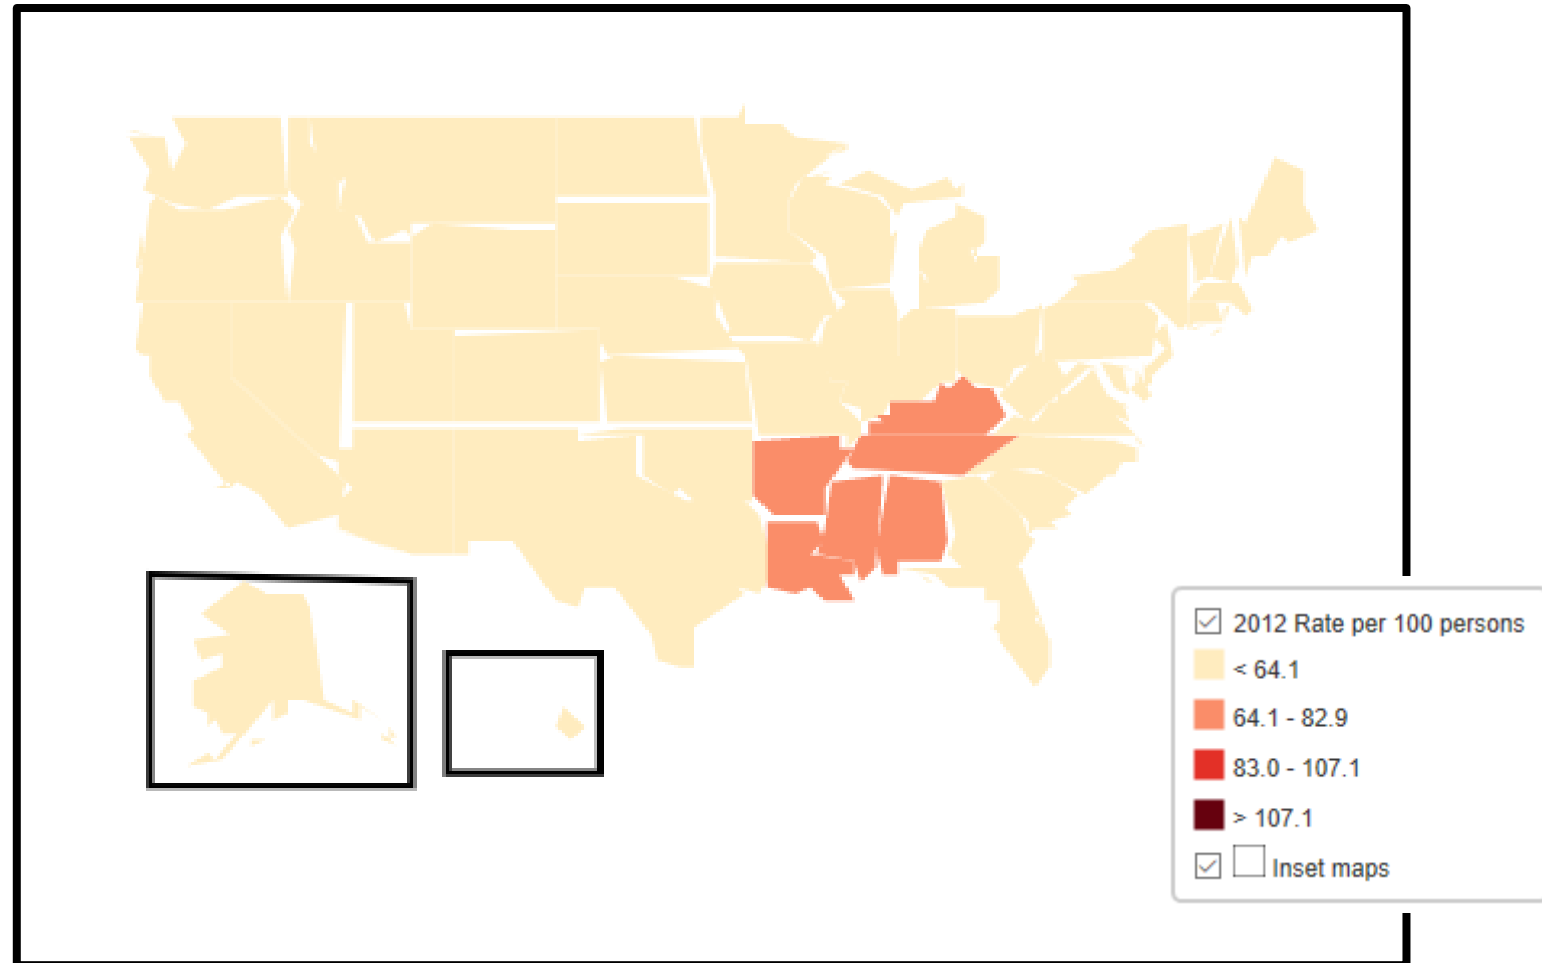 2012 Rate per 100 persons
< 64.1
64.1 - 82.9
83.0 - 107.1
> 107.1
Inset maps